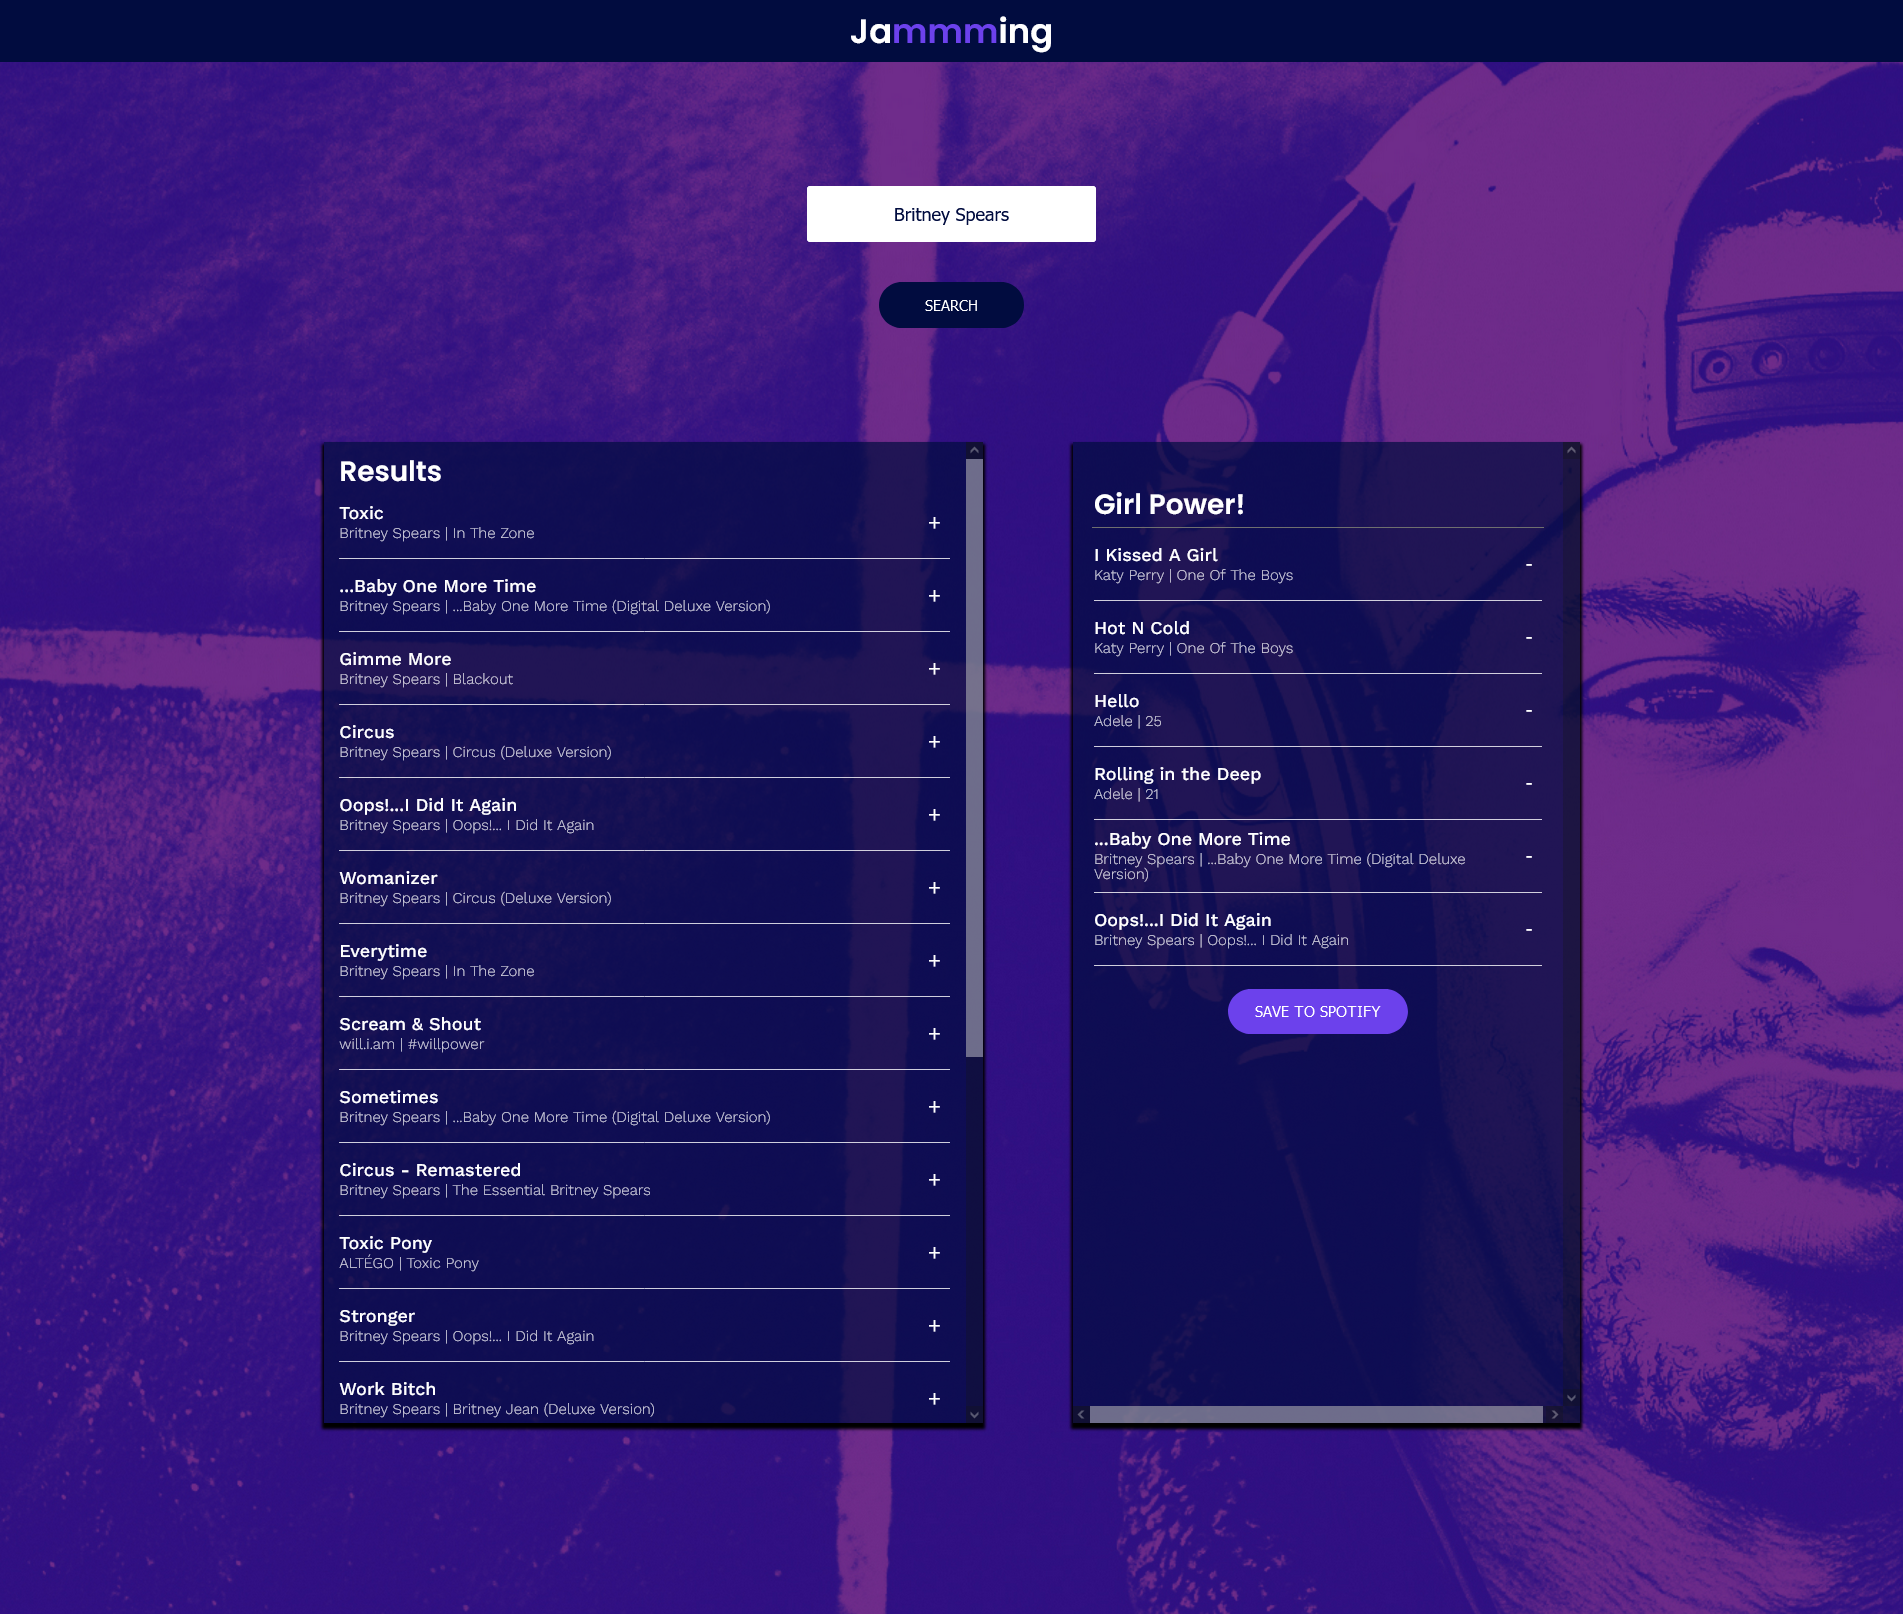 Jammming
Britney Spears
SEARCH
Results
Toxic
Britney Spears | In The Zone
+
...Baby One More Time
Britney Spears | ...Baby One More Time (Digital Deluxe Version)
+
Gimme More
Britney Spears | Blackout
+
Circus
Britney Spears | Circus (Deluxe Version)
+
Oops!...I Did It Again
Britney Spears | Oops!... I Did It Again
+
Womanizer
Britney Spears | Circus (Deluxe Version)
+
Everytime
Britney Spears | In The Zone
+
Scream & Shout
will.i.am | #willpower
+
Sometimes
Britney Spears | ...Baby One More Time (Digital Deluxe Version)
+
Circus - Remastered
Britney Spears | The Essential Britney Spears
+
Toxic Pony
ALTÉGO | Toxic Pony
+
Stronger
Britney Spears | Oops!... I Did It Again
+
Work Bitch
Britney Spears | Britney Jean (Deluxe Version)
+
Girl Power!
I Kissed A Girl
Katy Perry | One Of The Boys
-
Hot N Cold
Katy Perry | One Of The Boys
-
Hello
Adele | 25
-
Rolling in the Deep
Adele | 21
-
...Baby One More Time
Britney Spears | ...Baby One More Time (Digital Deluxe
Version)
-
Oops!...I Did It Again
Britney Spears | Oops!... I Did It Again
-
SAVE TO SPOTIFY